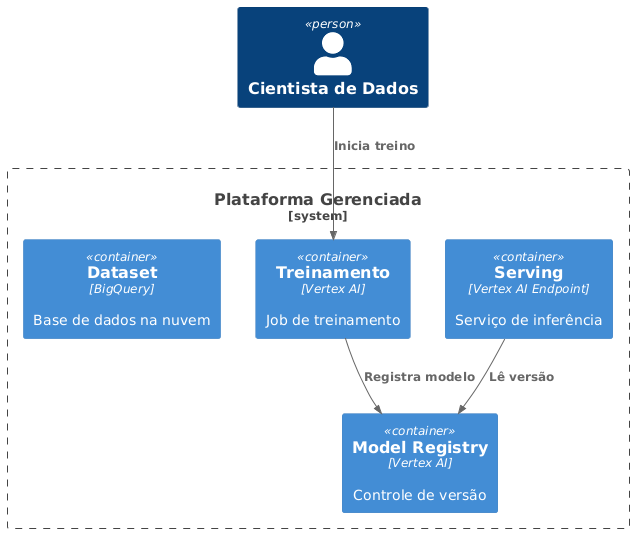 «person»
Cientista de Dados
Inicia treino
Plataforma Gerenciada
[system]
«container»
Dataset
[BigQuery]
Base de dados na nuvem
«container»
Treinamento
[Vertex AI]
Job de treinamento
«container»
Serving
[Vertex AI Endpoint]
Serviço de inferência
Registra modelo
Lê versão
«container»
Model Registry
[Vertex AI]
Controle de versão